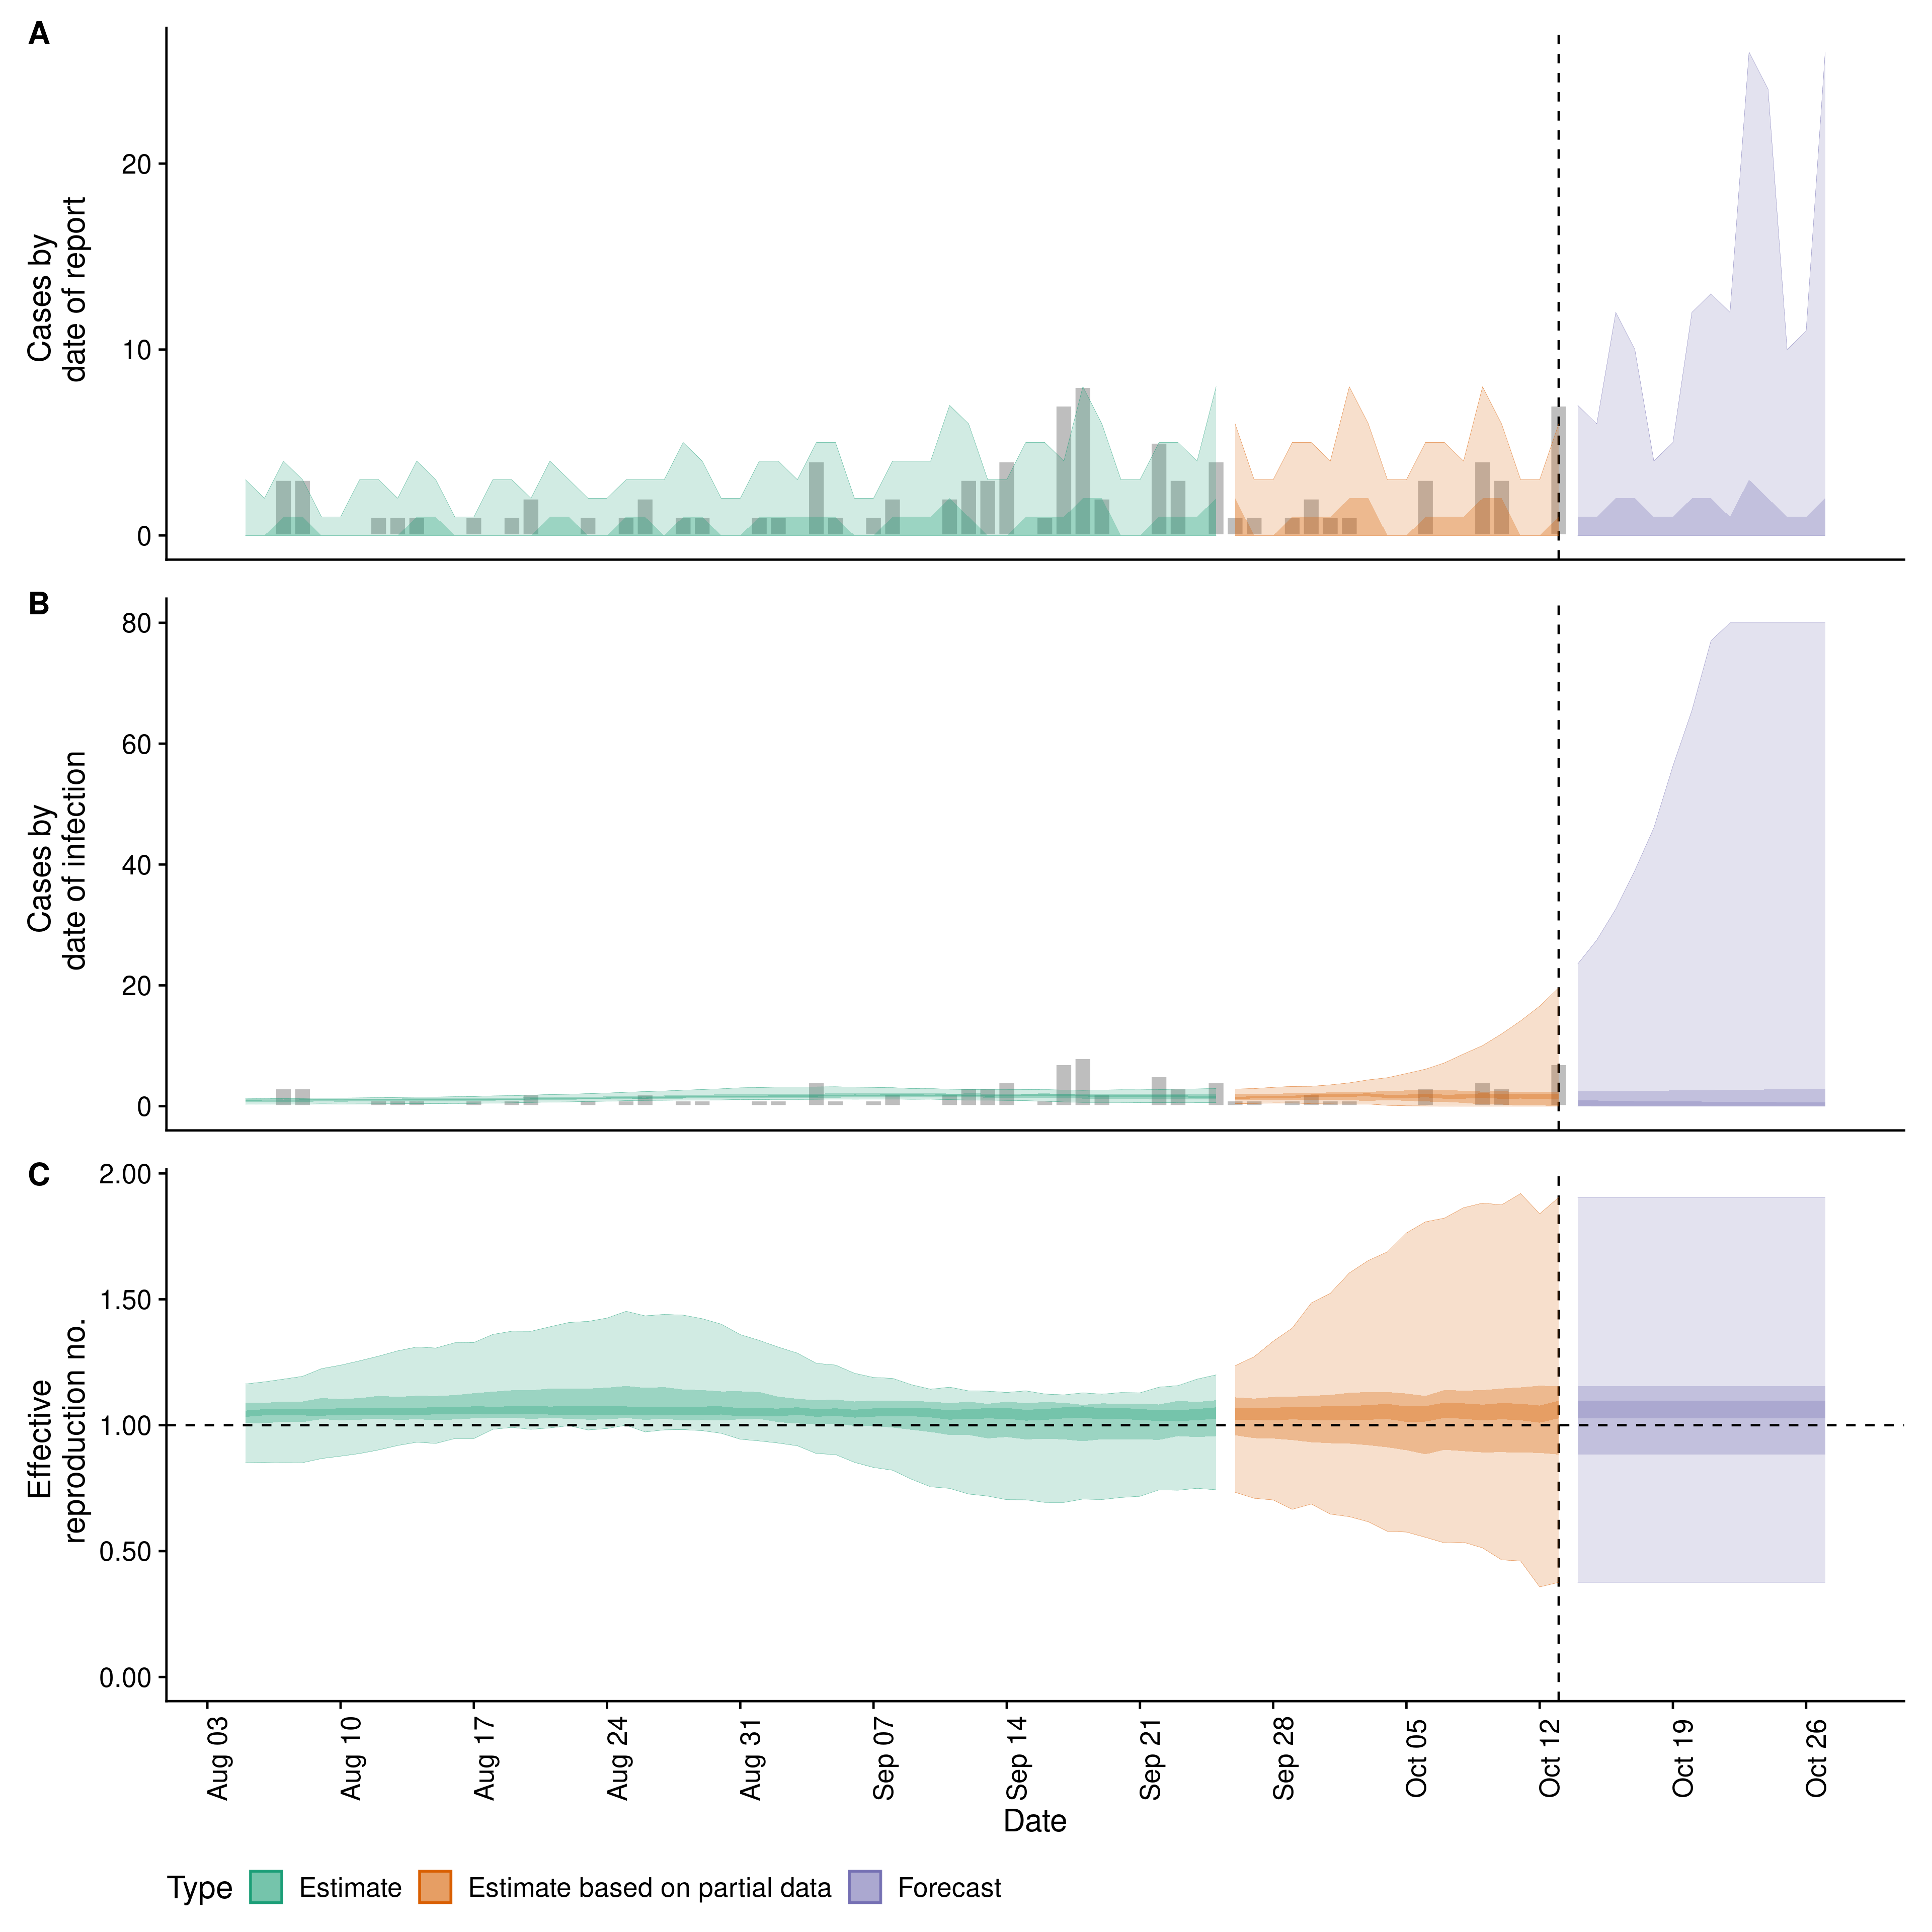 A
Cases by
date of report
20
10
0
B
Cases by
date of infection
80
60
40
20
0
C
Effective
reproduction no.
2.00
1.50
1.00
0.50
0.00
Aug 03
Aug 10
Aug 17
Aug 24
Aug 31
Sep 07
Sep 14
Sep 21
Sep 28
Oct 05
Oct 12
Oct 19
Oct 26
Date
Type Estimate Estimate based on partial data Forecast